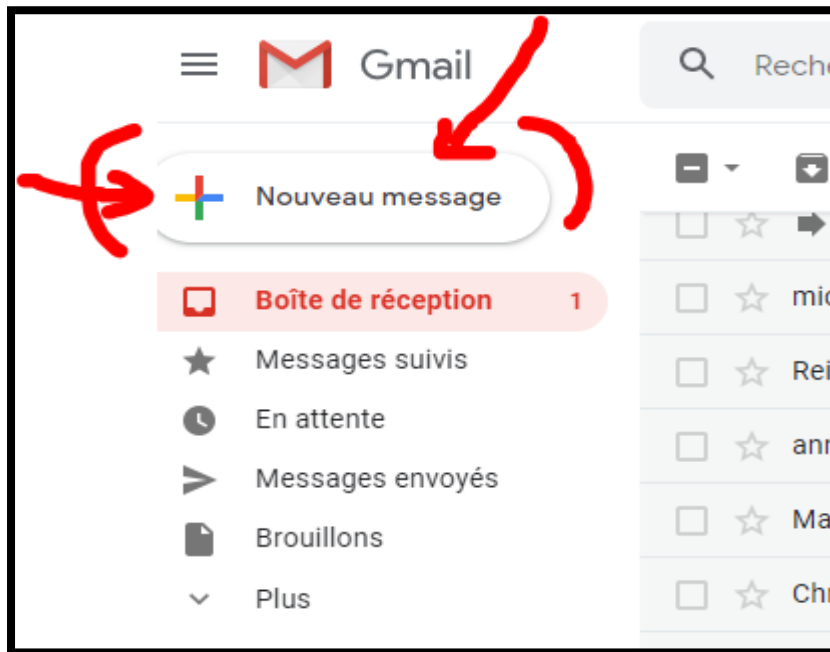 Gmail
Nouveau message
Boîte de réception 1
Messages suivis
En attente
Messages envoyés
Brouillons
Plus
Reche
mic
Rei
Ma
Chr